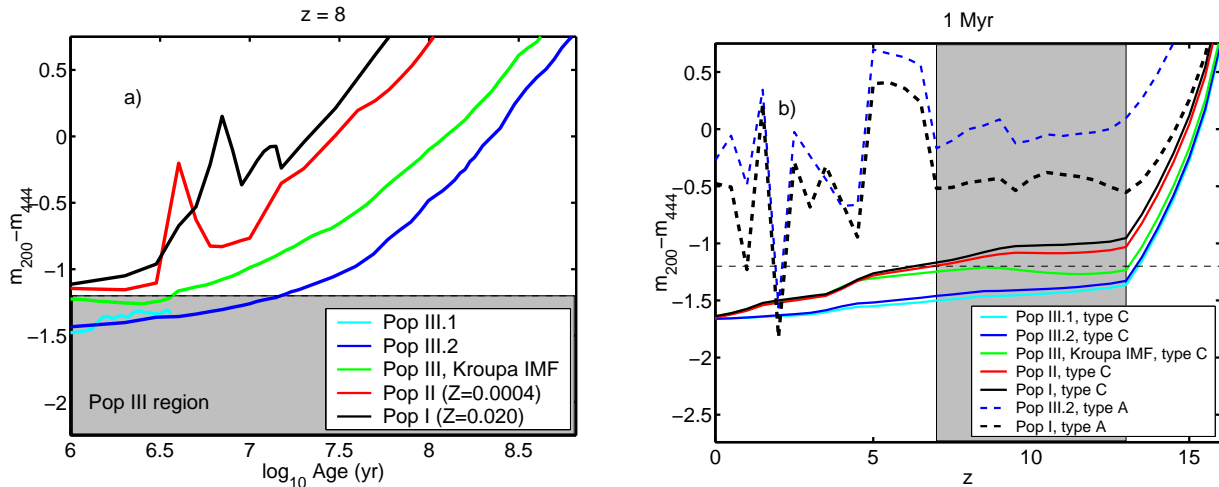 z = 8
a)
m200−m444
0.5
0
−0.5
−1
−1.5
−2
Pop III region
Pop III.1
Pop III.2
Pop III, Kroupa IMF
Pop II (Z=0.0004)
Pop I (Z=0.020)
6 6.5 7 7.5 8 8.5
log10 Age (yr)
1 Myr
b)
m200−m444
0.5
0
−0.5
−1
−1.5
−2
−2.5
Pop III.1, type C
Pop III.2, type C
Pop III, Kroupa IMF, type C
Pop II, type C
Pop I, type C
Pop III.2, type A
Pop I, type A
0 5 10 15
z